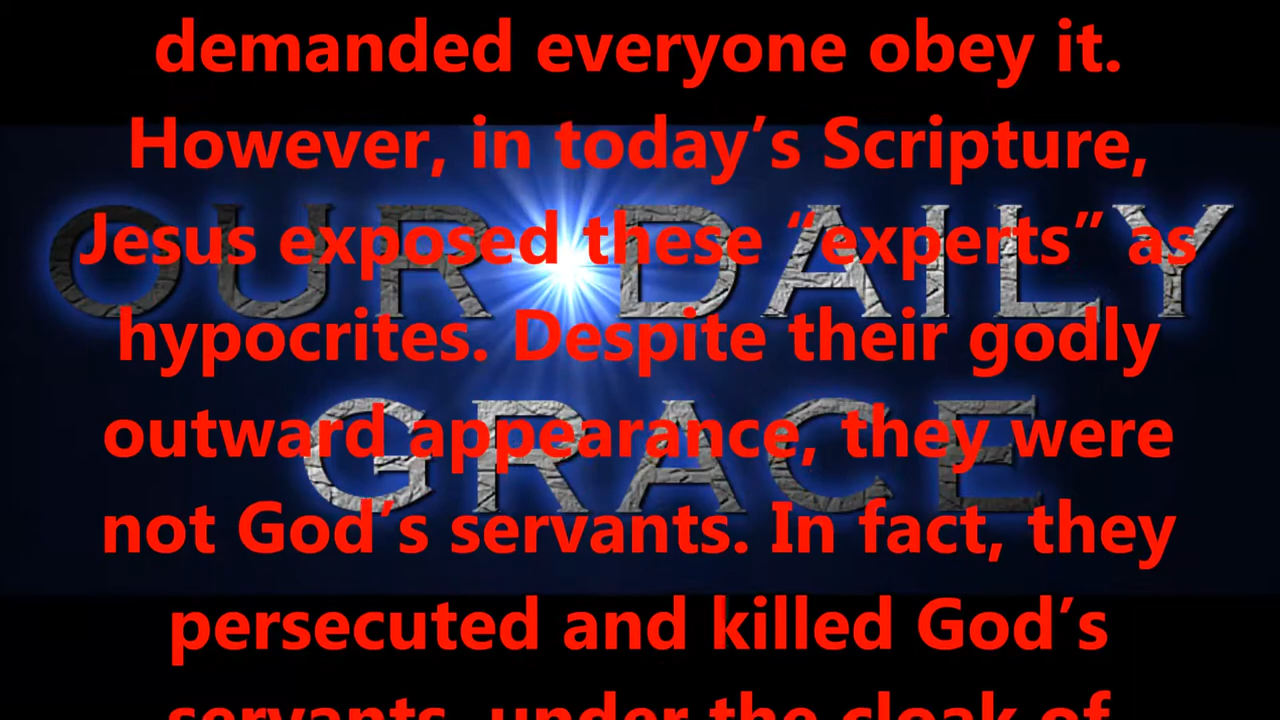 demanded everyone obey it.
However, in today’s Scripture,
Jesus exposed these “experts” as
hypocrites. Despite their godly
outward appearance, they were
not God’s servants. In fact, they
persecuted and killed God’s
servants, under the cloak of
OUR DAILY
GRACE